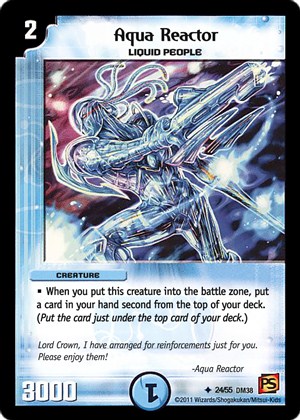 2
Aqua Reactor
LIQUID PEOPLE
CREATURE
▪ When you put this creature into the battle zone, put
a card in your hand second from the top of your deck.
(Put the card just under the top card of your deck.)
Lord Crown, I have arranged for reinforcements just for you.
Please enjoy them!
-Aqua Reactor
3000
1
♦ 24/55 DM38
PS
©2011 Wizards/Shogakukan/Mitsui-Kids